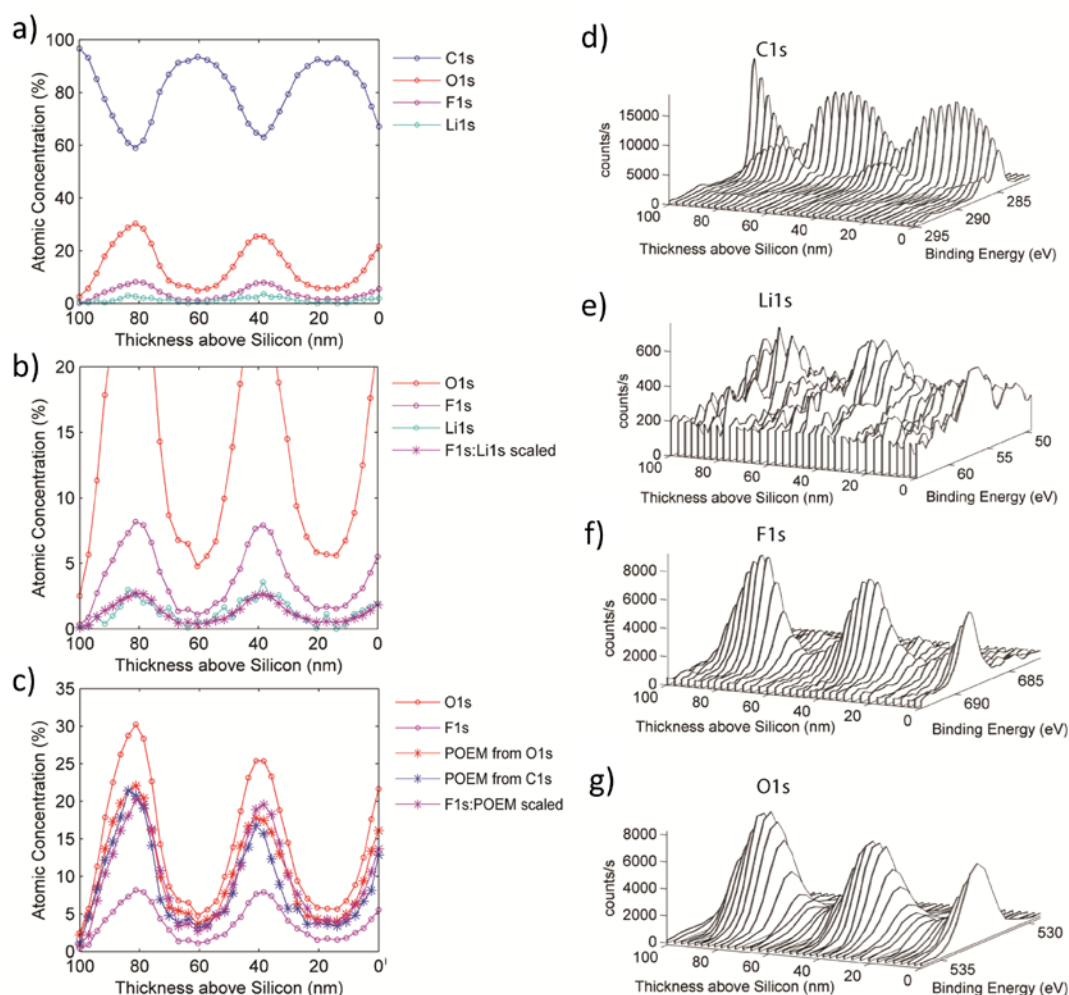 a)
Atomic Concentration (%)
100
80
60
40
20
0
100 80 60 40 20 0
Thickness above Silicon (nm)
C1s
O1s
F1s
Li1s
b)
Atomic Concentration (%)
20
15
10
5
0
100 80 60 40 20 0
Thickness above Silicon (nm)
O1s
F1s
Li1s
F1s:Li1s scaled
c)
Atomic Concentration (%)
35
30
25
20
15
10
5
0
100 80 60 40 20 0
Thickness above Silicon (nm)
O1s
F1s
POEM from O1s
POEM from C1s
F1s:POEM scaled
d)
C1s
counts/s
15000
10000
5000
0
100 80 60 40 20 0
Thickness above Silicon (nm)
295 290 285
Binding Energy (eV)
e)
Li1s
counts/s
600
400
200
0
100 80 60 40 20 0
Thickness above Silicon (nm)
60 55 50
Binding Energy (eV)
f)
F1s
counts/s
8000
6000
4000
2000
0
100 80 60 40 20 0
Thickness above Silicon (nm)
690 685
Binding Energy (eV)
g)
O1s
counts/s
8000
6000
4000
2000
0
100 80 60 40 20 0
Thickness above Silicon (nm)
535 530
Binding Energy (eV)